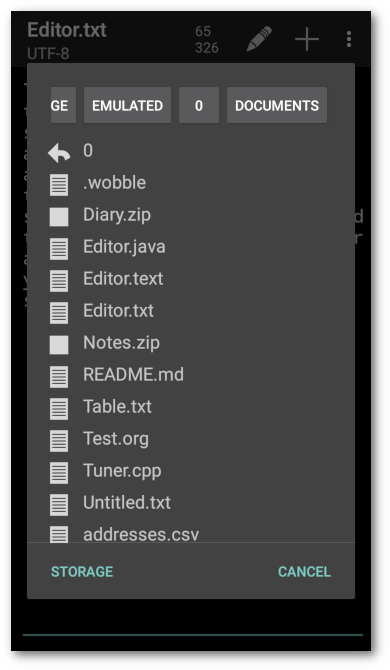 Editor.txt
65
UTF-8
326
GE EMULATED 0 DOCUMENTS
0
.wobble
Diary.zip
Editor.java
Editor.text
Editor.txt
Notes.zip
README.md
Table.txt
Test.org
Tuner.cpp
Untitled.txt
addresses.csv
STORAGE CANCEL